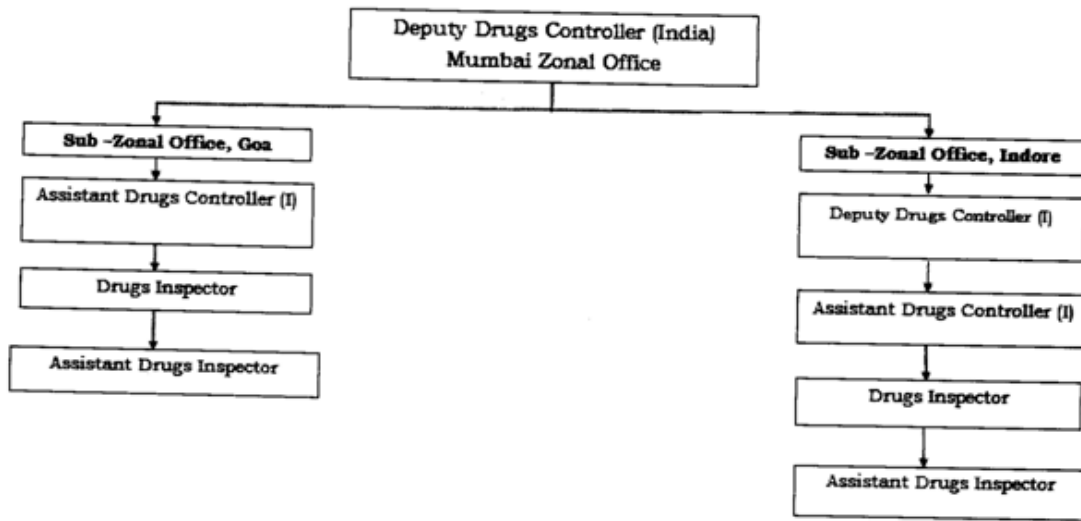 Deputy Drugs Controller (India)
Mumbai Zonal Office
Sub –Zonal Office, Goa
Assistant Drugs Controller (I)
Drugs Inspector
Assistant Drugs Inspector
Sub –Zonal Office, Indore
Deputy Drugs Controller (I)
Assistant Drugs Controller (I)
Drugs Inspector
Assistant Drugs Inspector